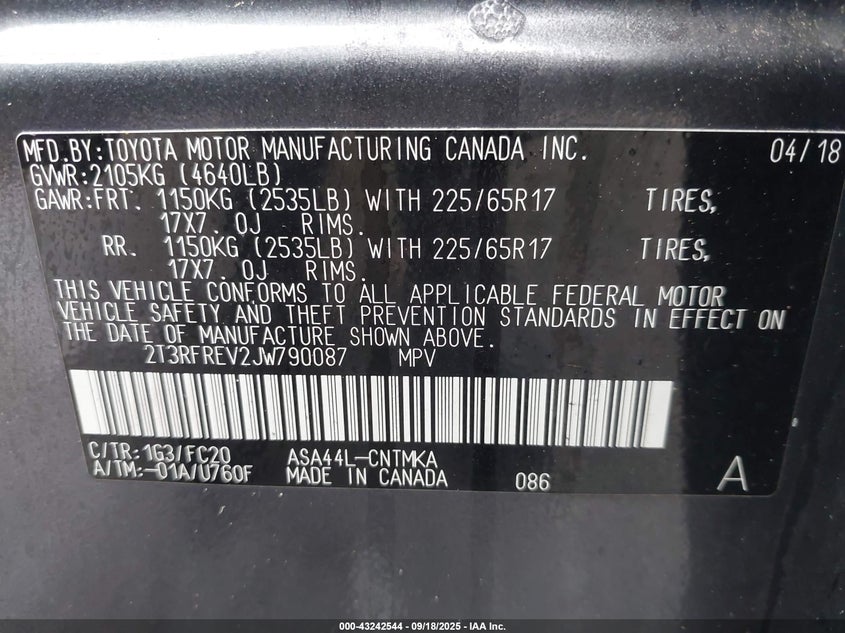 MFD.BY:TOYOTA MOTOR MANUFACTURING CANADA INC. 04/18
GVWR:2105KG (4640LB)
GAWR:FRT. 1150KG (2535LB) WITH 225/65R17 TIRES,
17X7. 0J RIMS.
RR. 1150KG (2535LB) WITH 225/65R17 TIRES,
17X7. 0J RIMS.
THIS VEHICLE CONFORMS TO ALL APPLICABLE FEDERAL MOTOR
VEHICLE SAFETY AND THEFT PREVENTION STANDARDS IN EFFECT ON
THE DATE OF MANUFACTURE SHOWN ABOVE.
2T3RFREV2JW790087 MPV
C/TR:1G3/FC20 ASA44L-CNTMKA
A/TM:-01A/U760F MADE IN CANADA 086 A
000-43242544 - 09/18/2025 - IAA Inc.